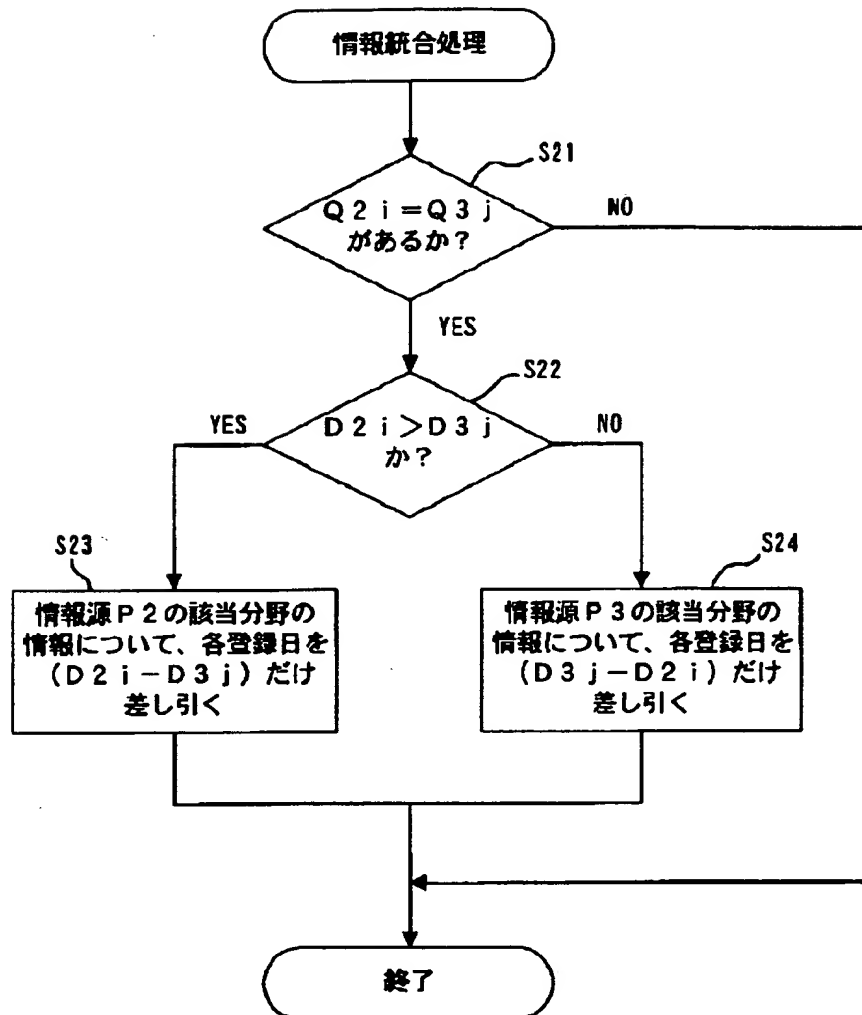 情報統合処理
S21
Q2i=Q3j
があるか?
NO
YES
S22
D2i>D3j
か?
YES
NO
S23
情報源P2の該当分野の
情報について、各登録日を
(D2i-D3j)だけ
差し引く
S24
情報源P3の該当分野の
情報について、各登録日を
(D3j-D2i)だけ
差し引く
終了